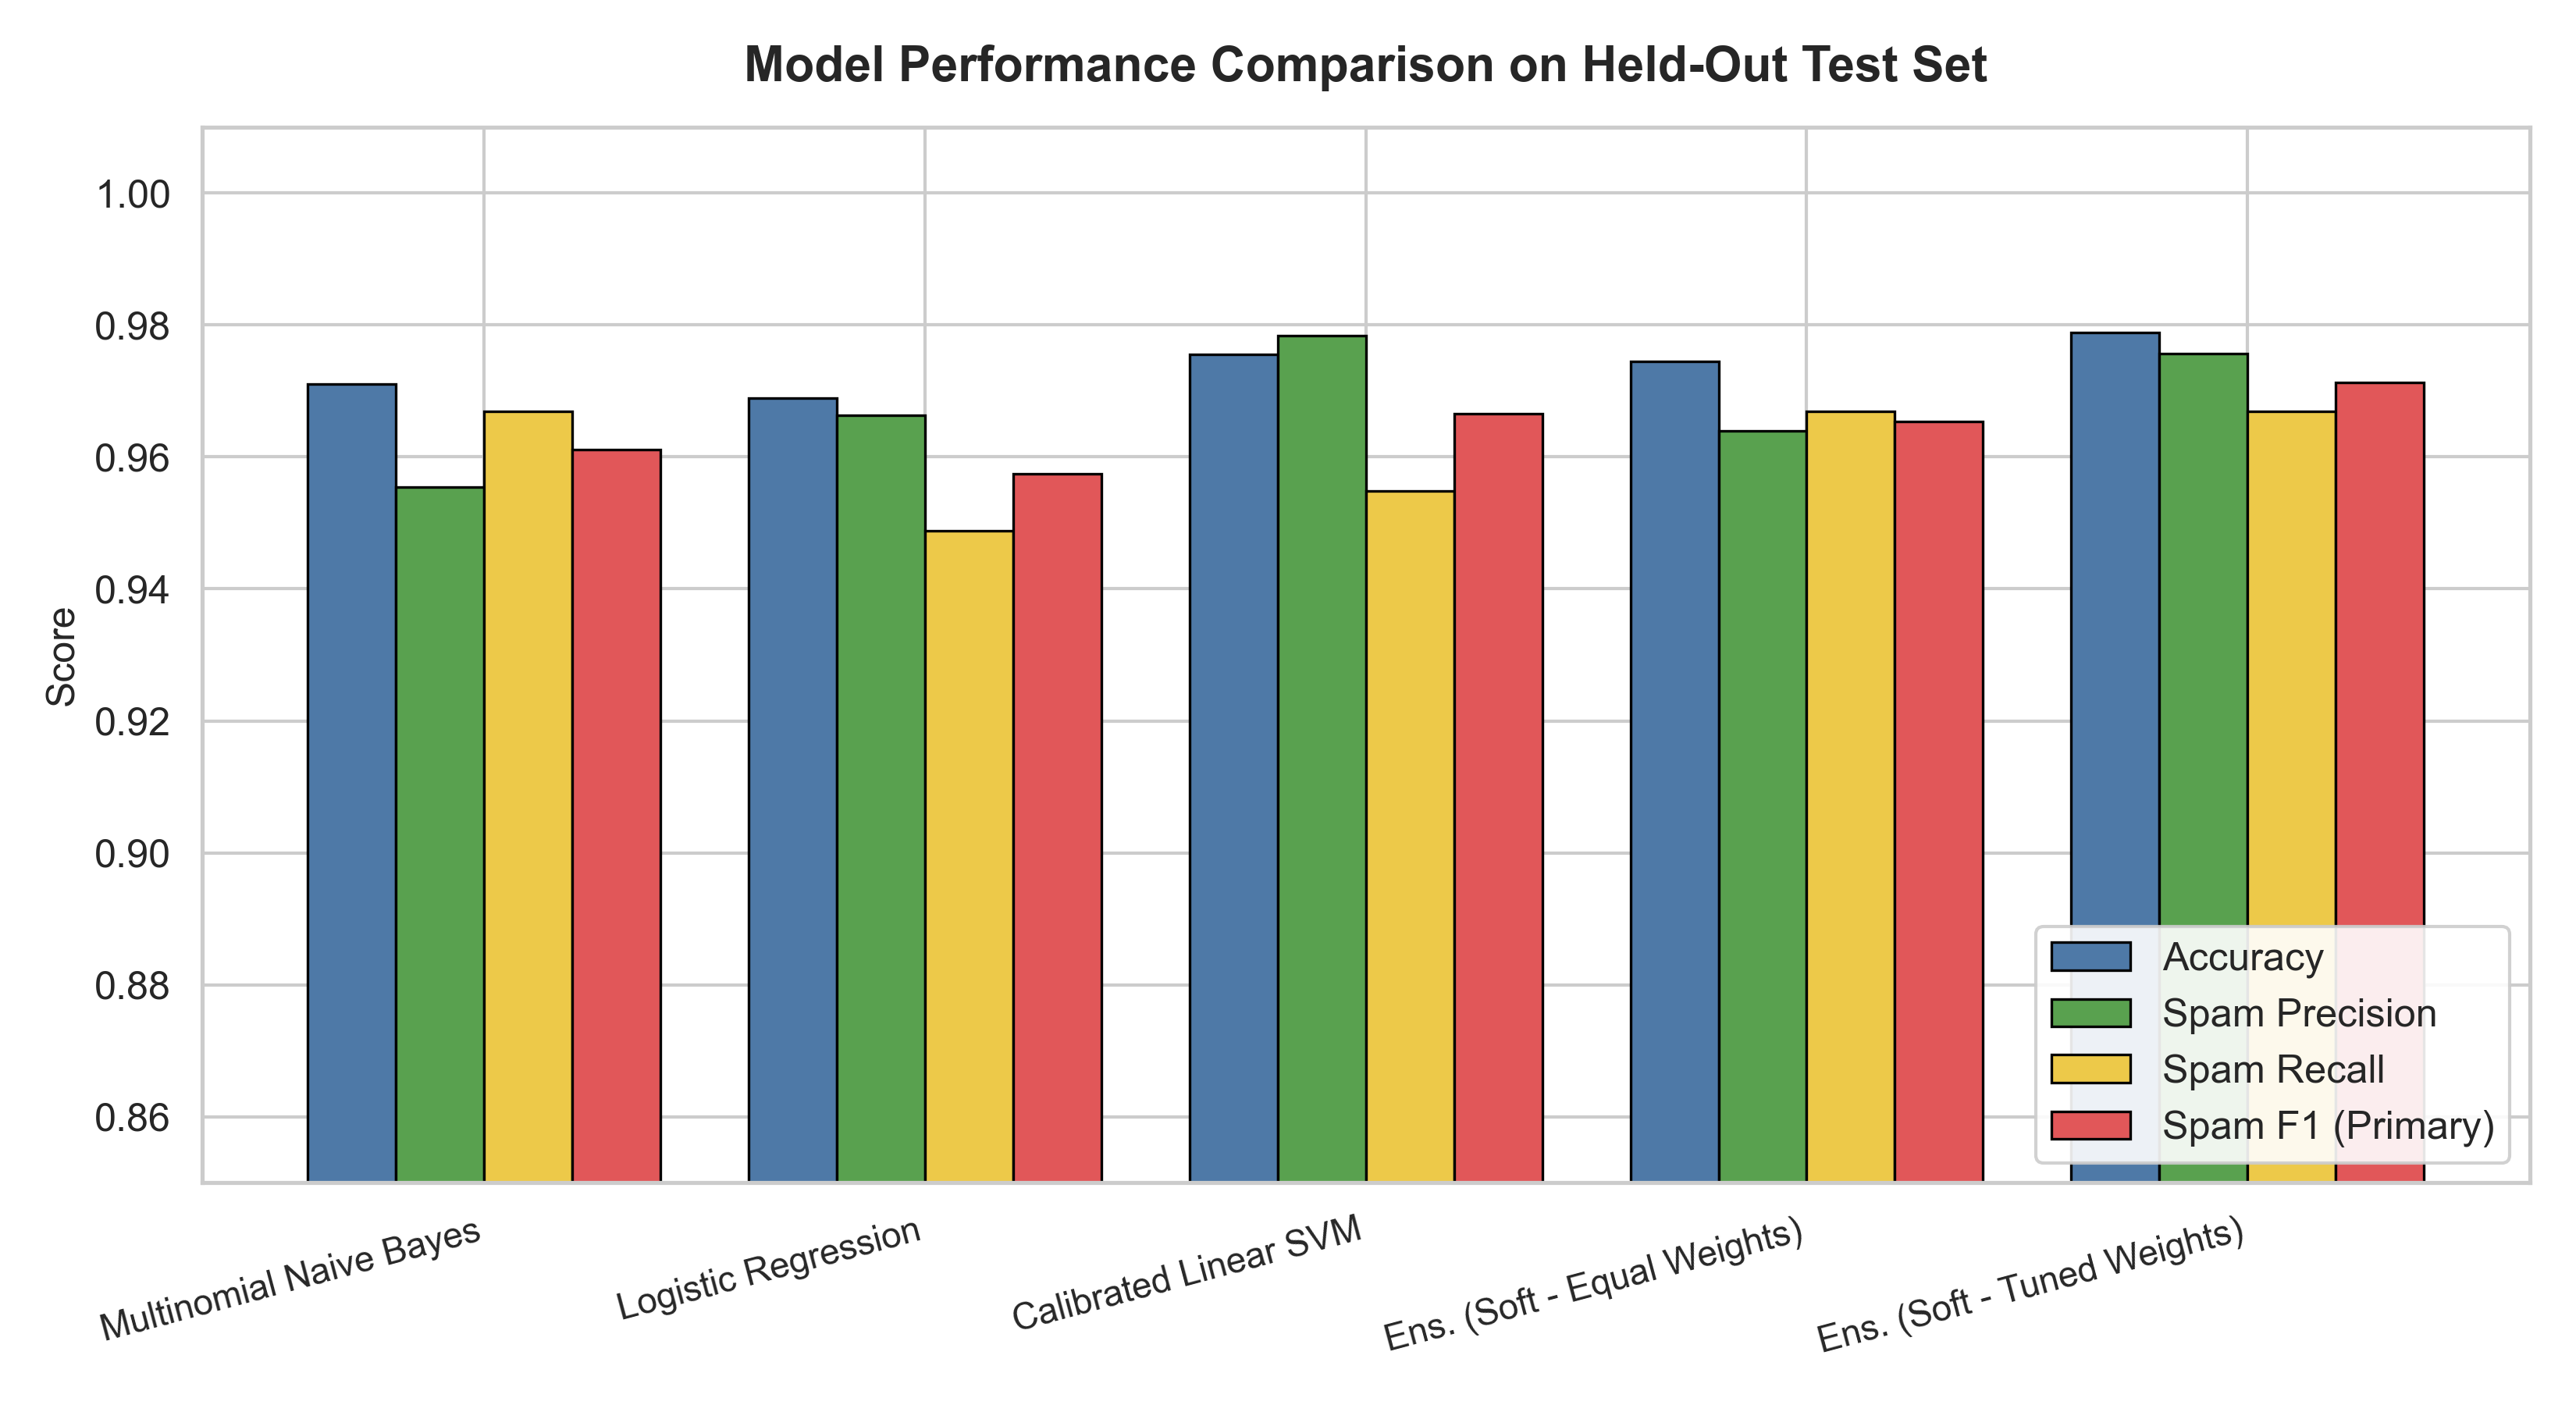 Model Performance Comparison on Held-Out Test Set
1.00
0.98
0.96
0.94
0.92
0.90
0.88
0.86
Score
Accuracy
Spam Precision
Spam Recall
Spam F1 (Primary)
Multinomial Naive Bayes
Logistic Regression
Calibrated Linear SVM
Ens. (Soft - Equal Weights)
Ens. (Soft - Tuned Weights)